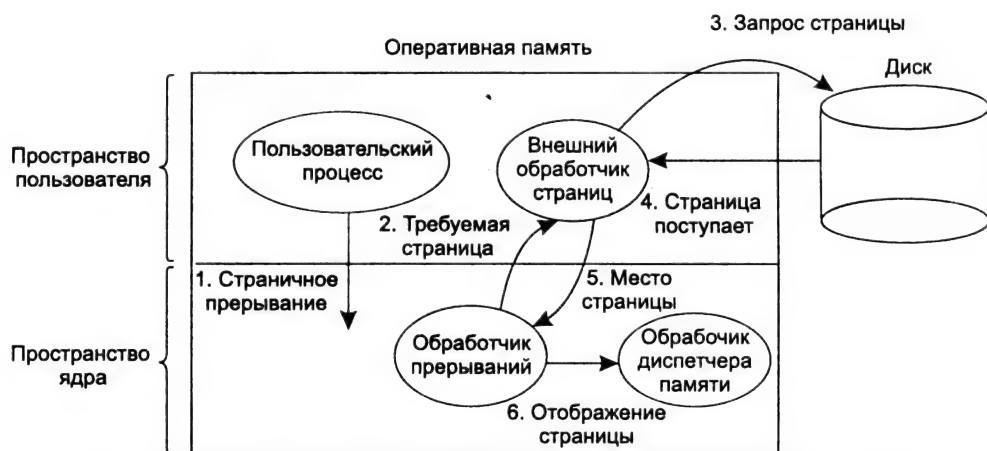 3. Запрос страницы
Оперативная память
Диск
Пространство
пользователя
Пользовательский
процесс
Внешний
обработчик
страниц
2. Требуемая
страница
4. Страница
поступает
1. Страничное
прерывание
5. Место
страницы
Пространство
ядра
Обработчик
прерываний
Обрабочик
диспетчера
памяти
6. Отображение
страницы